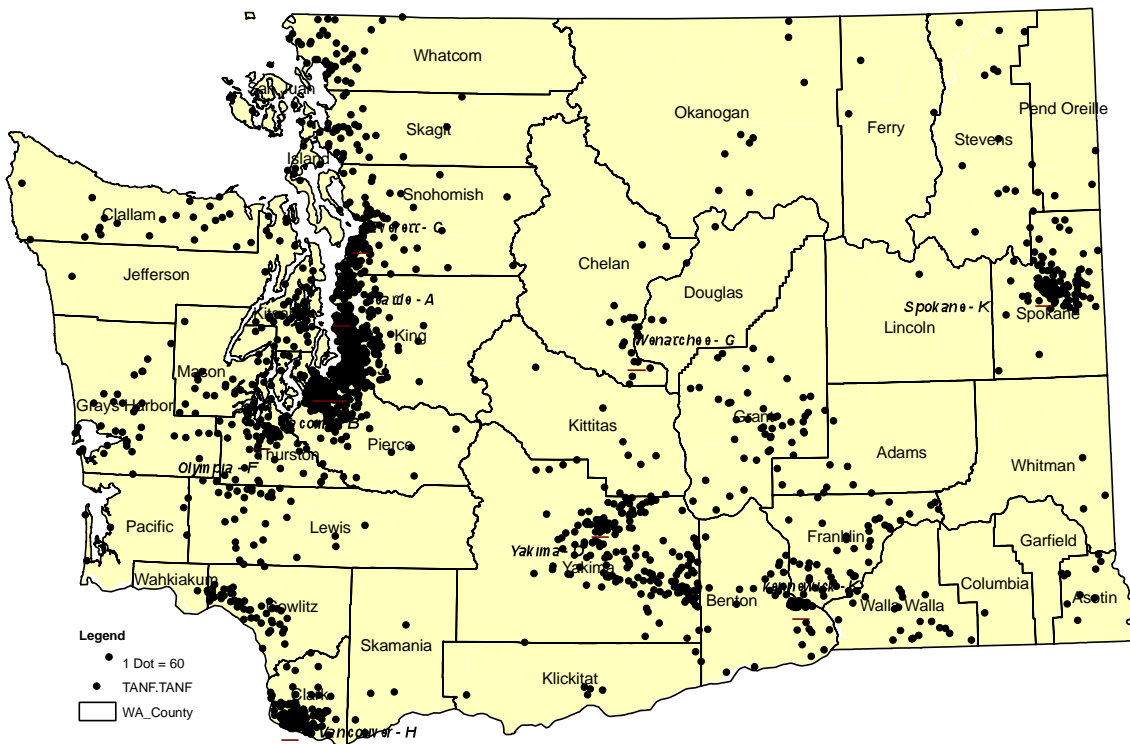 Whatcom
San Juan
Okanogan
Pend Oreille
Skagit
Ferry
Stevens
Island
Snohomish
Clallam
Chelan
Jefferson
Douglas
Spokane - K
Spokane
King
Lincoln
Wenatchee - G
Mason
Grays Harbor
Grant
Kittitas
Pierce
Adams
Thurston
Whitman
Olympia - F
Pacific
Lewis
Franklin
Garfield
Yakima
Wahkiakum
Columbia
Asotin
Benton
Walla Walla
Cowlitz
Legend
1 Dot = 60
TANF.TANF
WA_County
Skamania
Klickitat
Clark
Vancouver - H